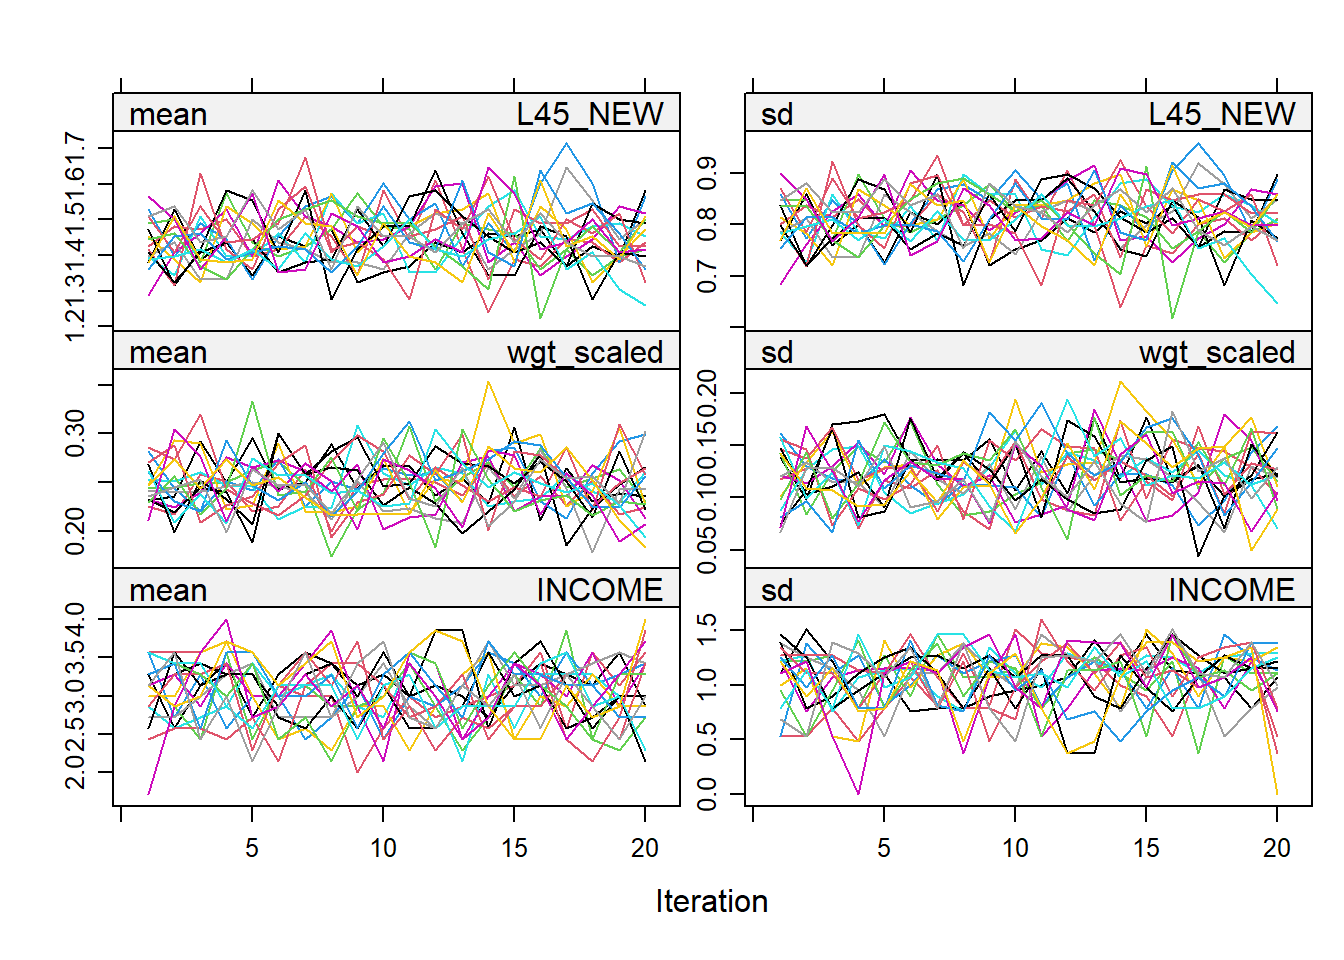 mean L45_NEW
sd L45_NEW
1.2 1.3 1.4 1.5 1.6 1.7
0.7 0.8 0.9
mean wgt_scaled
sd wgt_scaled
0.20 0.30
0.05 0.10 0.15 0.20
mean INCOME
sd INCOME
2.0 2.5 3.0 3.5 4.0
0.0 0.5 1.0 1.5
5 10 15 20
5 10 15 20
Iteration